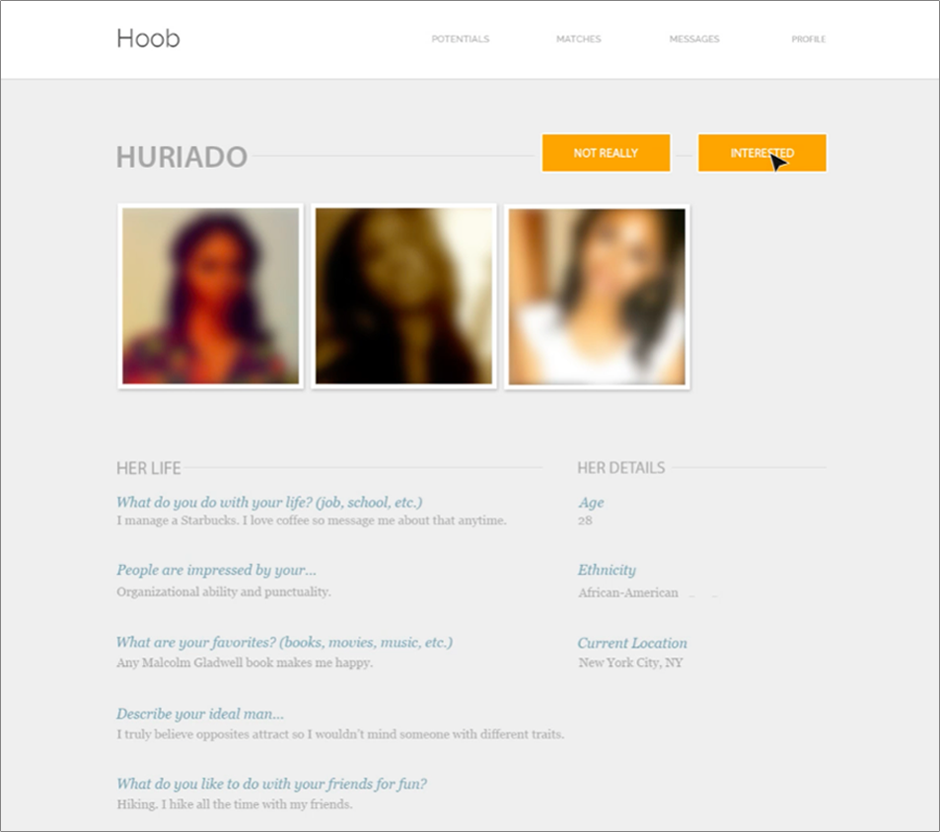 Hoob
POTENTIALS MATCHES MESSAGES PROFILE
HURIADO
NOT REALLY
INTERESTED
HER LIFE
What do you do with your life? (job, school, etc.)
I manage a Starbucks. I love coffee so message me about that anytime.
People are impressed by your...
Organizational ability and punctuality.
What are your favorites? (books, movies, music, etc.)
Any Malcolm Gladwell book makes me happy.
Describe your ideal man...
I truly believe opposites attract so I wouldn't mind someone with different traits.
What do you like to do with your friends for fun?
Hiking. I hike all the time with my friends.
HER DETAILS
Age
28
Ethnicity
African-American
Current Location
New York City, NY